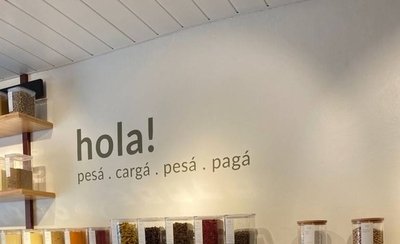 hola!
pesá . cargá . pesá . pagá